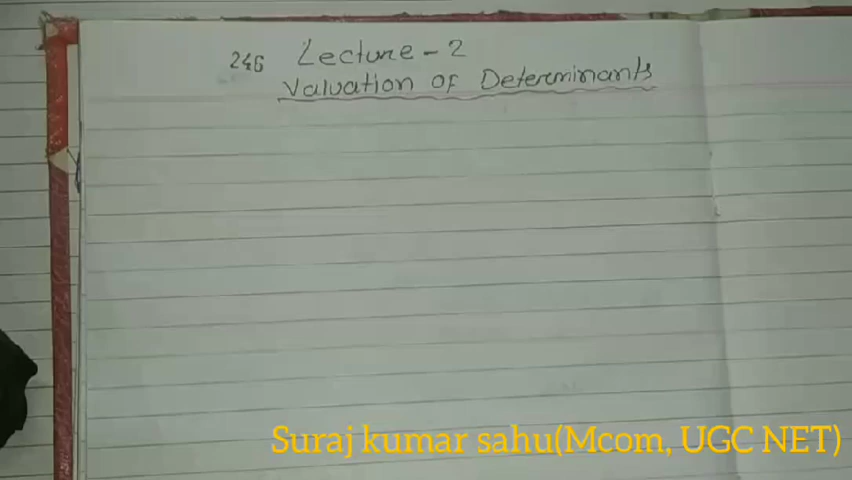 246 Lecture - 2
Valuation of Determinants
Suraj kumar sahu(Mcom, UGC NET)